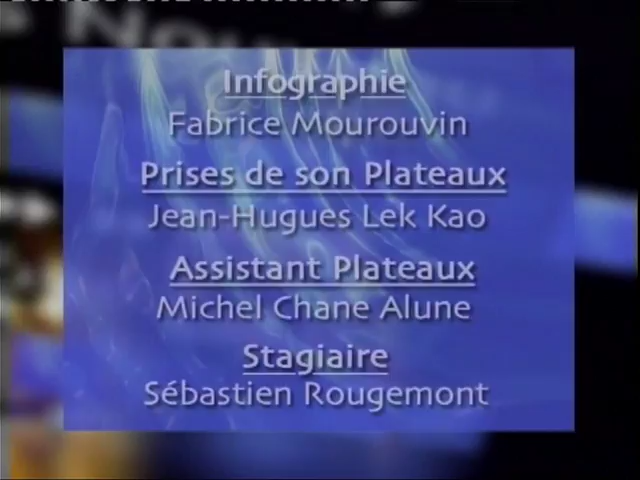 Infographie
Fabrice Mourouvin
Prises de son Plateaux
Jean-Hugues Lek Kao
Assistant Plateaux
Michel Chane Alune
Stagiaire
Sébastien Rougemont